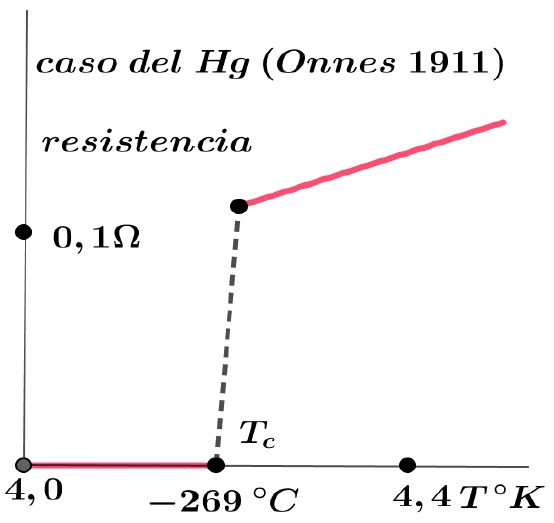 caso del Hg (Onnes 1911)
resistencia
0,1Ω
T_c
4,0
−269 °C
4,4 T °K